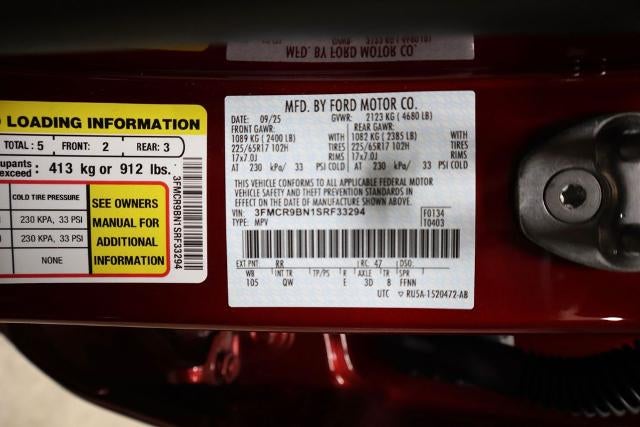 2123 KG ( 4680 LB)
MFD. BY FORD MOTOR CO.
LOADING INFORMATION
TOTAL: 5 FRONT: 2 REAR: 3
upants
exceed: 413 kg or 912 lbs.
COLD TIRE PRESSURE
230 KPA, 33 PSI
230 KPA, 33 PSI
NONE
SEE OWNERS
MANUAL FOR
ADDITIONAL
INFORMATION
3FMCR9BN1SRF33294
MFD. BY FORD MOTOR CO.
DATE: 09/25 GVWR: 2123 KG ( 4680 LB)
FRONT GAWR: REAR GAWR:
1089 KG ( 2400 LB) WITH 1082 KG ( 2385 LB) WITH
225/65R17 102H TIRES 225/65R17 102H TIRES
17x7.0J RIMS 17x7.0J RIMS
AT 230 kPa/ 33 PSI COLD AT 230 kPa/ 33 PSI COLD
THIS VEHICLE CONFORMS TO ALL APPLICABLE FEDERAL MOTOR
VEHICLE SAFETY AND THEFT PREVENTION STANDARDS IN
EFFECT ON THE DATE OF MANUFACTURE SHOWN ABOVE.
VIN: 3FMCR9BN1SRF33294 F0134
TYPE: MPV T0403
EXT PNT: RR RC: 47 DSO:
WB INT TR TP/PS R AXLE TR SPR
105 QW E 3D 8 FFNN
UTC ▽ RU5A-1520472-AB